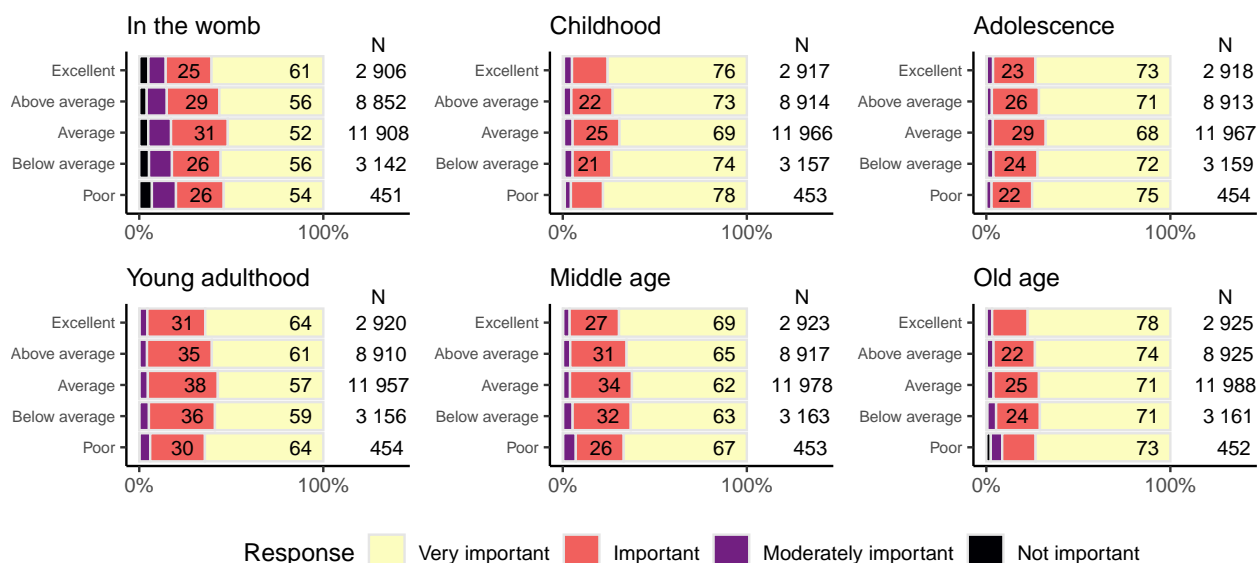 In the womb
N
Excellent 25 61 2 906
Above average 29 56 8 852
Average 31 52 11 908
Below average 26 56 3 142
Poor 26 54 451
0% 100%
Childhood
N
Excellent 76 2 917
Above average 22 73 8 914
Average 25 69 11 966
Below average 21 74 3 157
Poor 78 453
0% 100%
Adolescence
N
Excellent 23 73 2 918
Above average 26 71 8 913
Average 29 68 11 967
Below average 24 72 3 159
Poor 22 75 454
0% 100%
Young adulthood
N
Excellent 31 64 2 920
Above average 35 61 8 910
Average 38 57 11 957
Below average 36 59 3 156
Poor 30 64 454
0% 100%
Middle age
N
Excellent 27 69 2 923
Above average 31 65 8 917
Average 34 62 11 978
Below average 32 63 3 163
Poor 26 67 453
0% 100%
Old age
N
Excellent 78 2 925
Above average 22 74 8 925
Average 25 71 11 988
Below average 24 71 3 161
Poor 73 452
0% 100%
Response Very important Important Moderately important Not important